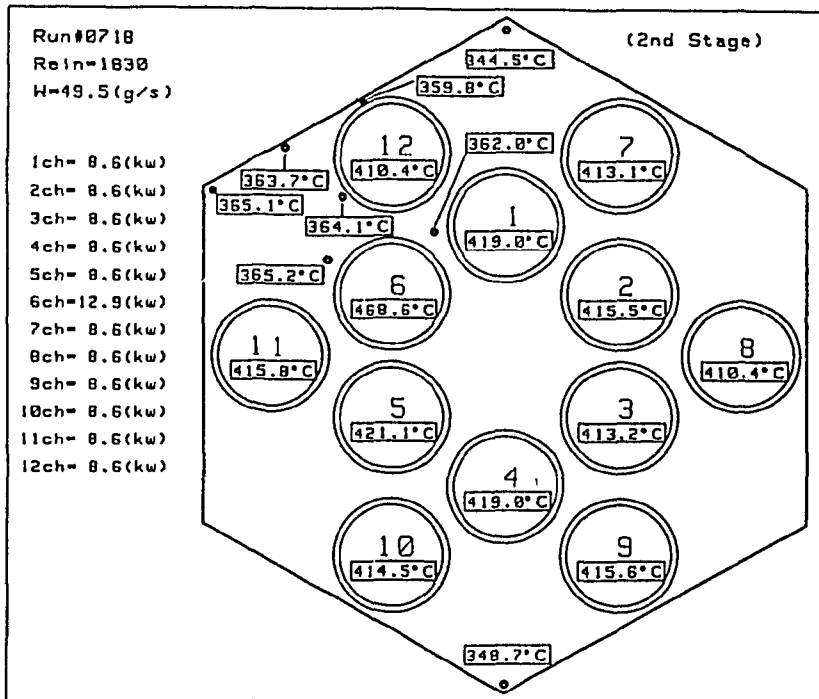 Run#0718
Rein=1830
W=49.5(g/s)
(2nd Stage)
1ch= 8.6(kw)
2ch= 8.6(kw)
3ch= 8.6(kw)
4ch= 8.6(kw)
5ch= 8.6(kw)
6ch=12.9(kw)
7ch= 8.6(kw)
8ch= 8.6(kw)
9ch= 8.6(kw)
10ch= 8.6(kw)
11ch= 8.6(kw)
12ch= 8.6(kw)
344.5°C
359.8°C
12
410.4°C
362.0°C
7
413.1°C
363.7°C
365.1°C
364.1°C
1
419.0°C
365.2°C
6
468.6°C
2
415.5°C
11
415.8°C
8
410.4°C
5
421.1°C
3
413.2°C
4
419.0°C
10
414.5°C
9
415.6°C
348.7°C